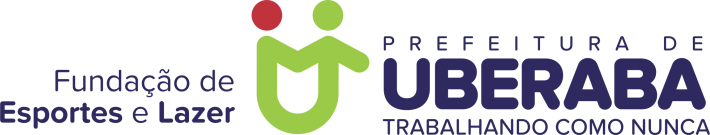 Fundação de
Esportes e Lazer
PREFEITURA DE
UBERABA
TRABALHANDO COMO NUNCA